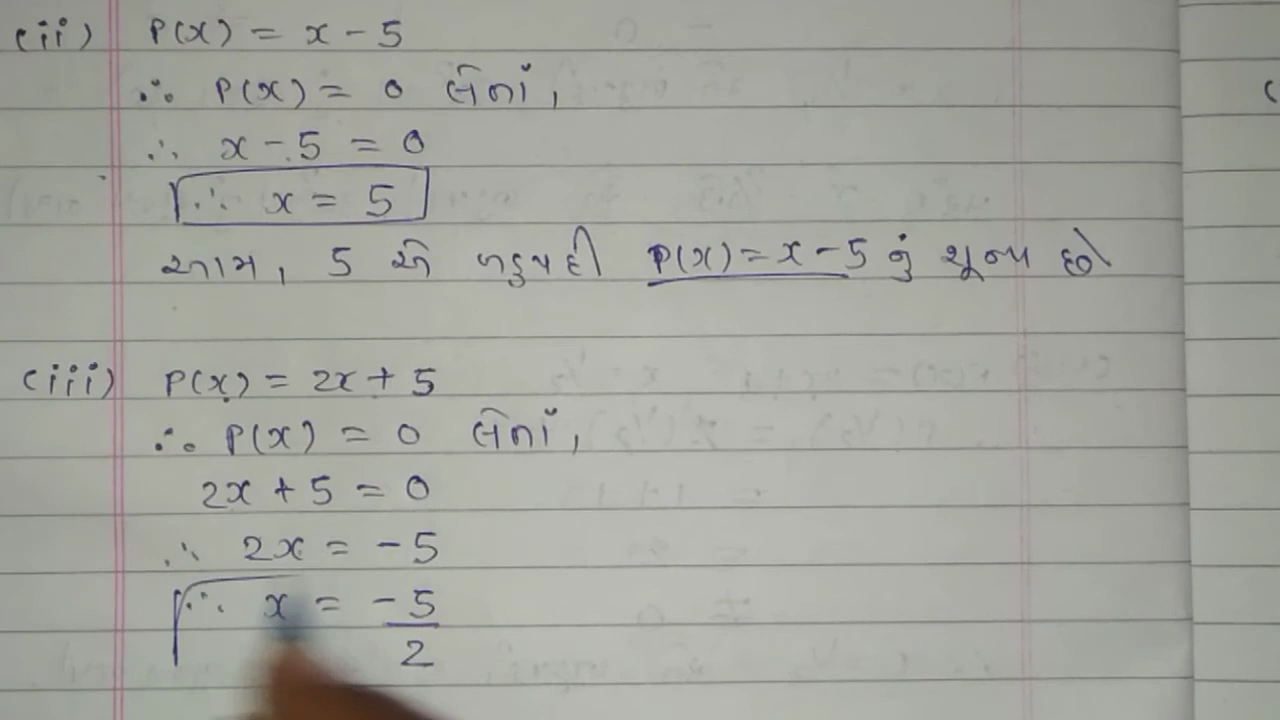 (ii) P(x) = x - 5
∴ P(x) = 0 લેતાં,
∴ x - 5 = 0
∴ x = 5
આમ, 5 એ બહુપદી P(x) = x - 5 નું શૂન્ય છે
(iii) P(x) = 2x + 5
∴ P(x) = 0 લેતાં,
2x + 5 = 0
∴ 2x = -5
∴ x = -5
2